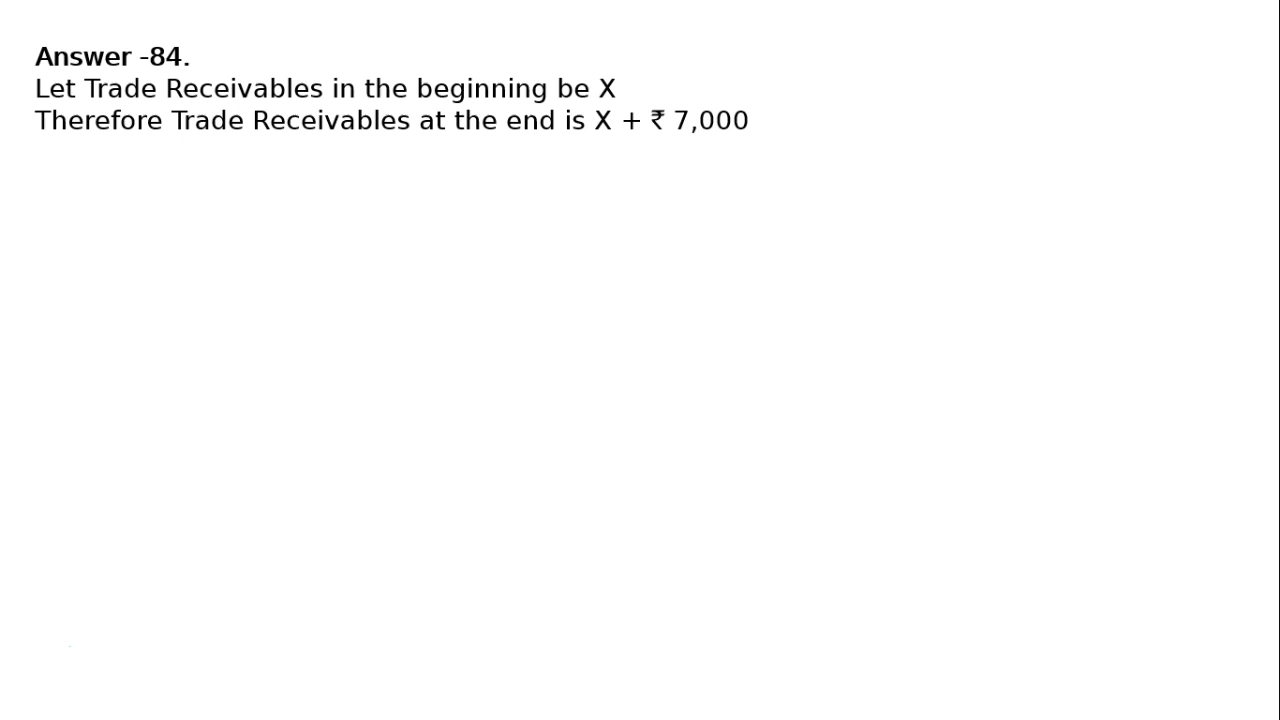 Answer -84.
Let Trade Receivables in the beginning be X
Therefore Trade Receivables at the end is X + ₹ 7,000